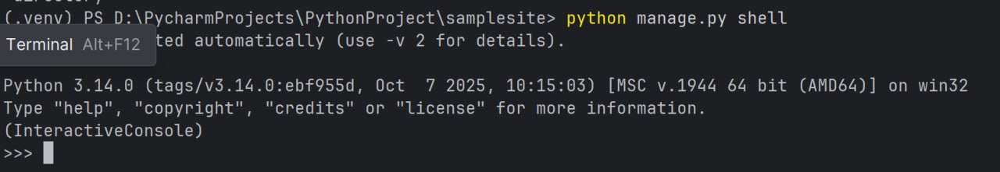 directory
(.venv) PS D:\PycharmProjects\PythonProject\samplesite> python manage.py shell
Terminal Alt+F12
ted automatically (use -v 2 for details).
Python 3.14.0 (tags/v3.14.0:ebf955d, Oct  7 2025, 10:15:03) [MSC v.1944 64 bit (AMD64)] on win32
Type "help", "copyright", "credits" or "license" for more information.
(InteractiveConsole)
>>>